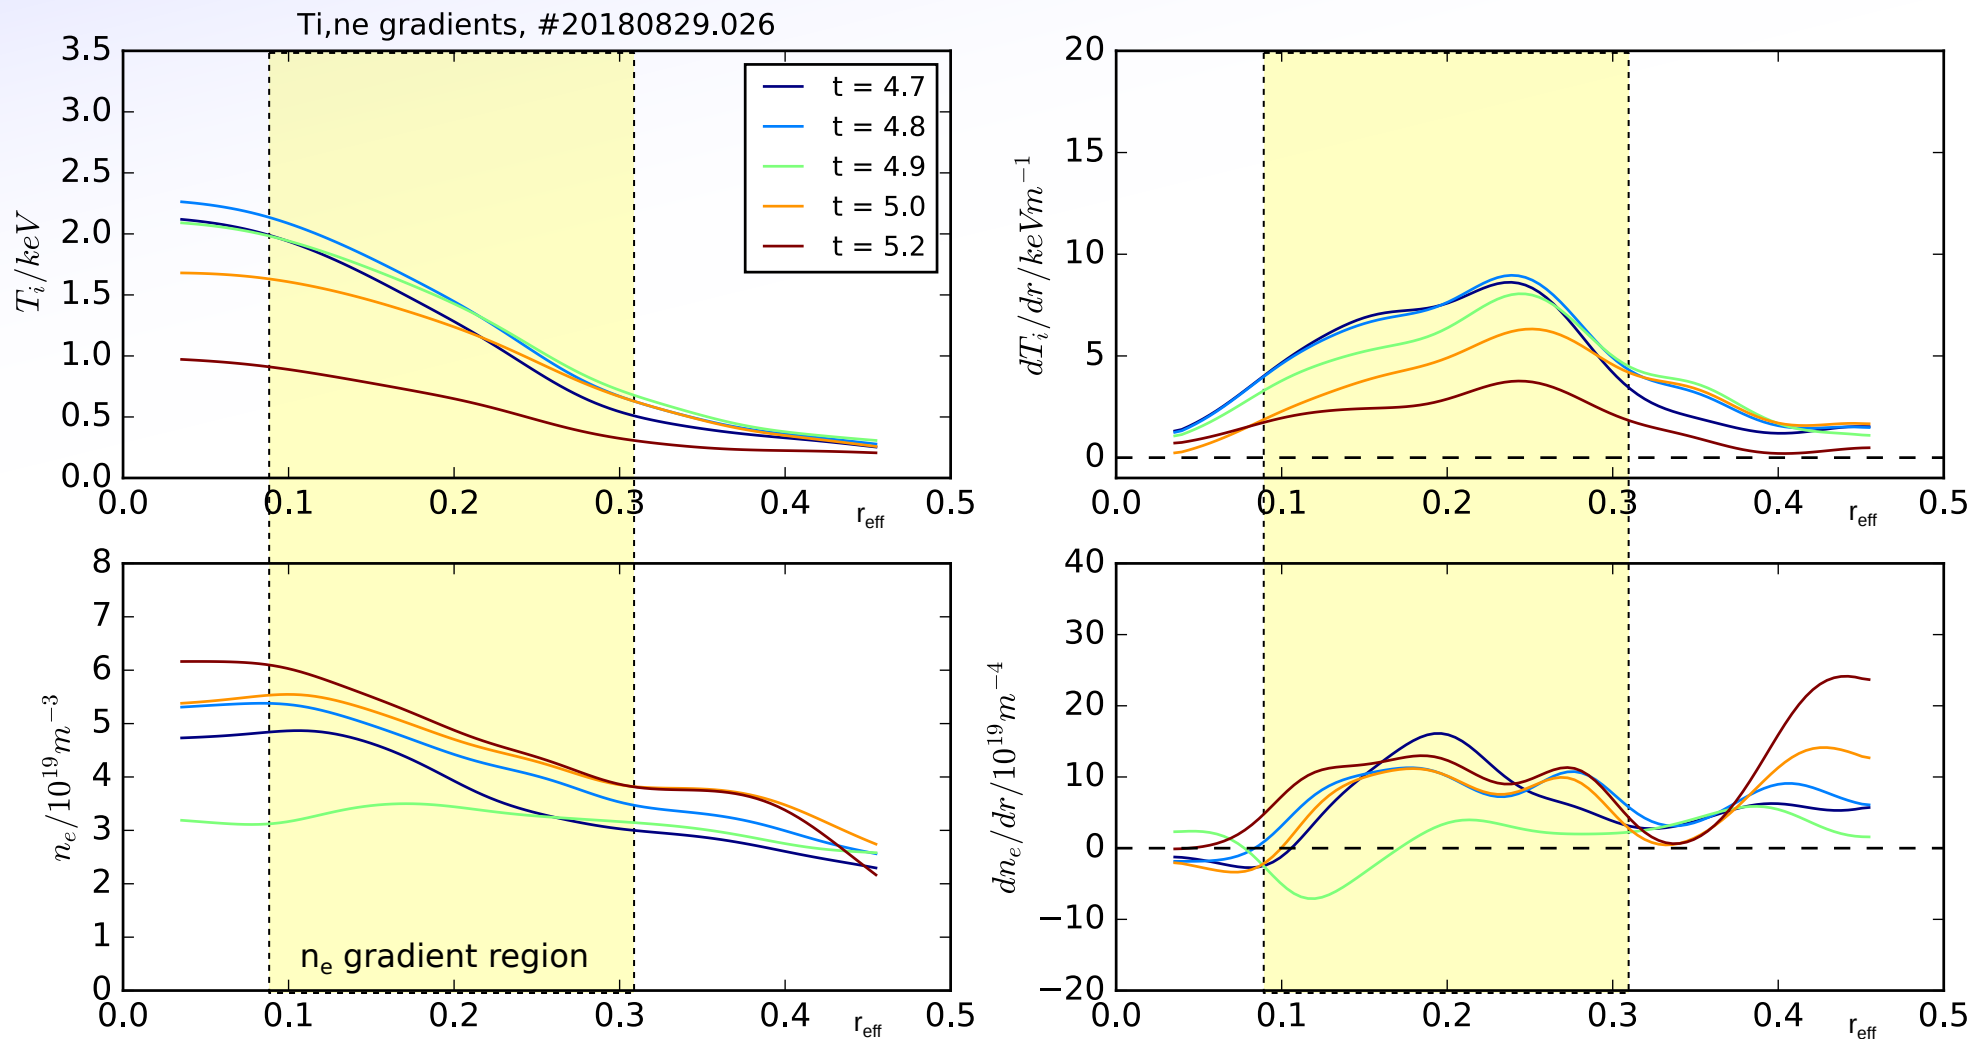 Ti,ne gradients, #20180829.026
3.5
3.0
2.5
2.0
1.5
1.0
0.5
0.0
T_i/keV
t = 4.7
t = 4.8
t = 4.9
t = 5.0
t = 5.2
0.0 0.1 0.2 0.3 0.4 0.5
r_eff
20
15
10
5
0
dT_i/dr/keVm^{-1}
0.0 0.1 0.2 0.3 0.4 0.5
r_eff
8
7
6
5
4
3
2
1
0
n_e/10^{19}m^{-3}
n_e gradient region
0.0 0.1 0.2 0.3 0.4 0.5
r_eff
40
30
20
10
0
−10
−20
dn_e/dr/10^{19}m^{-4}
0.0 0.1 0.2 0.3 0.4 0.5
r_eff